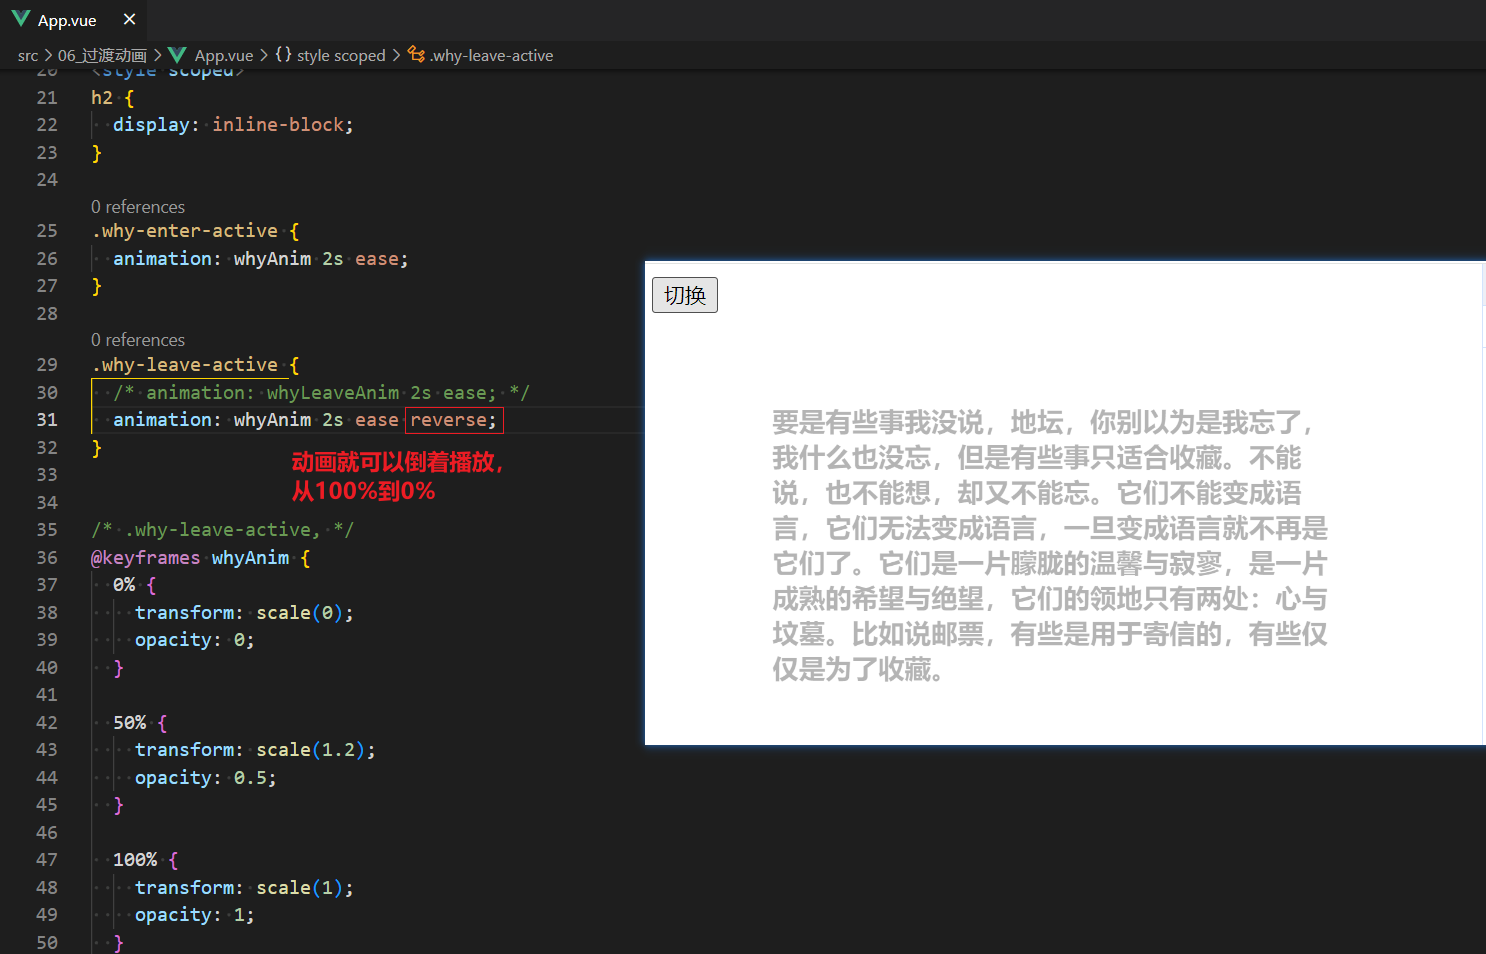 App.vue ×
src > 06_过渡动画 > App.vue > {} style scoped > .why-leave-active
20 <style scoped>
21 h2 {
22 display: inline-block;
23 }
24
0 references
25 .why-enter-active {
26 animation: whyAnim 2s ease;
27 }
28
0 references
29 .why-leave-active {
30 /* animation: whyLeaveAnim 2s ease; */
31 animation: whyAnim 2s ease reverse;
32 }
动画就可以倒着播放，
33
从100%到0%
34
35 /* .why-leave-active, */
36 @keyframes whyAnim {
37 0% {
38 transform: scale(0);
39 opacity: 0;
40 }
41
42 50% {
43 transform: scale(1.2);
44 opacity: 0.5;
45 }
46
47 100% {
48 transform: scale(1);
49 opacity: 1;
50 }
切换
要是有些事我没说，地坛，你别以为是我忘了，
我什么也没忘，但是有些事只适合收藏。不能
说，也不能想，却又不能忘。它们不能变成语
言，它们无法变成语言，一旦变成语言就不再是
它们了。它们是一片朦胧的温馨与寂寥，是一片
成熟的希望与绝望，它们的领地只有两处：心与
坟墓。比如说邮票，有些是用于寄信的，有些仅
仅是为了收藏。